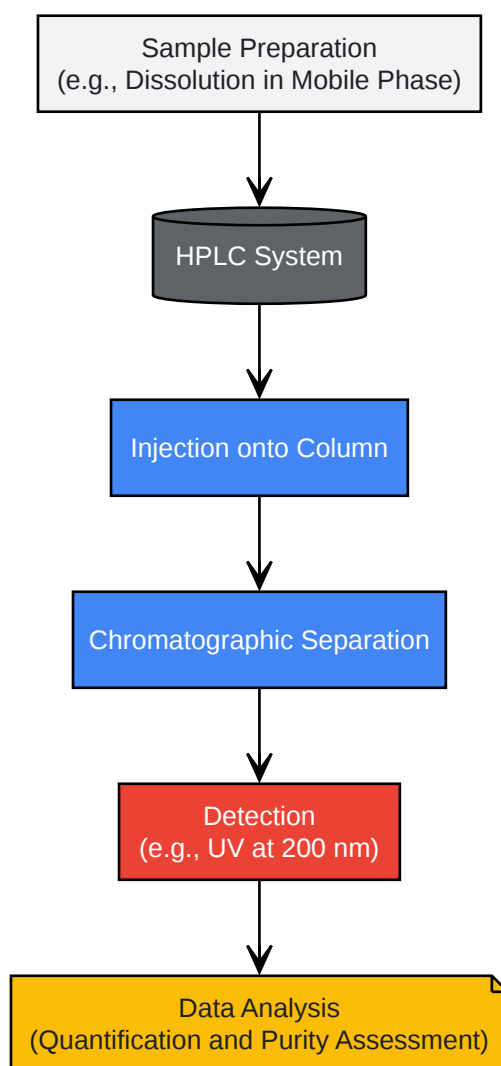 Sample Preparation
(e.g., Dissolution in Mobile Phase)
HPLC System
Injection onto Column
Chromatographic Separation
Detection
(e.g., UV at 200 nm)
Data Analysis
(Quantification and Purity Assessment)